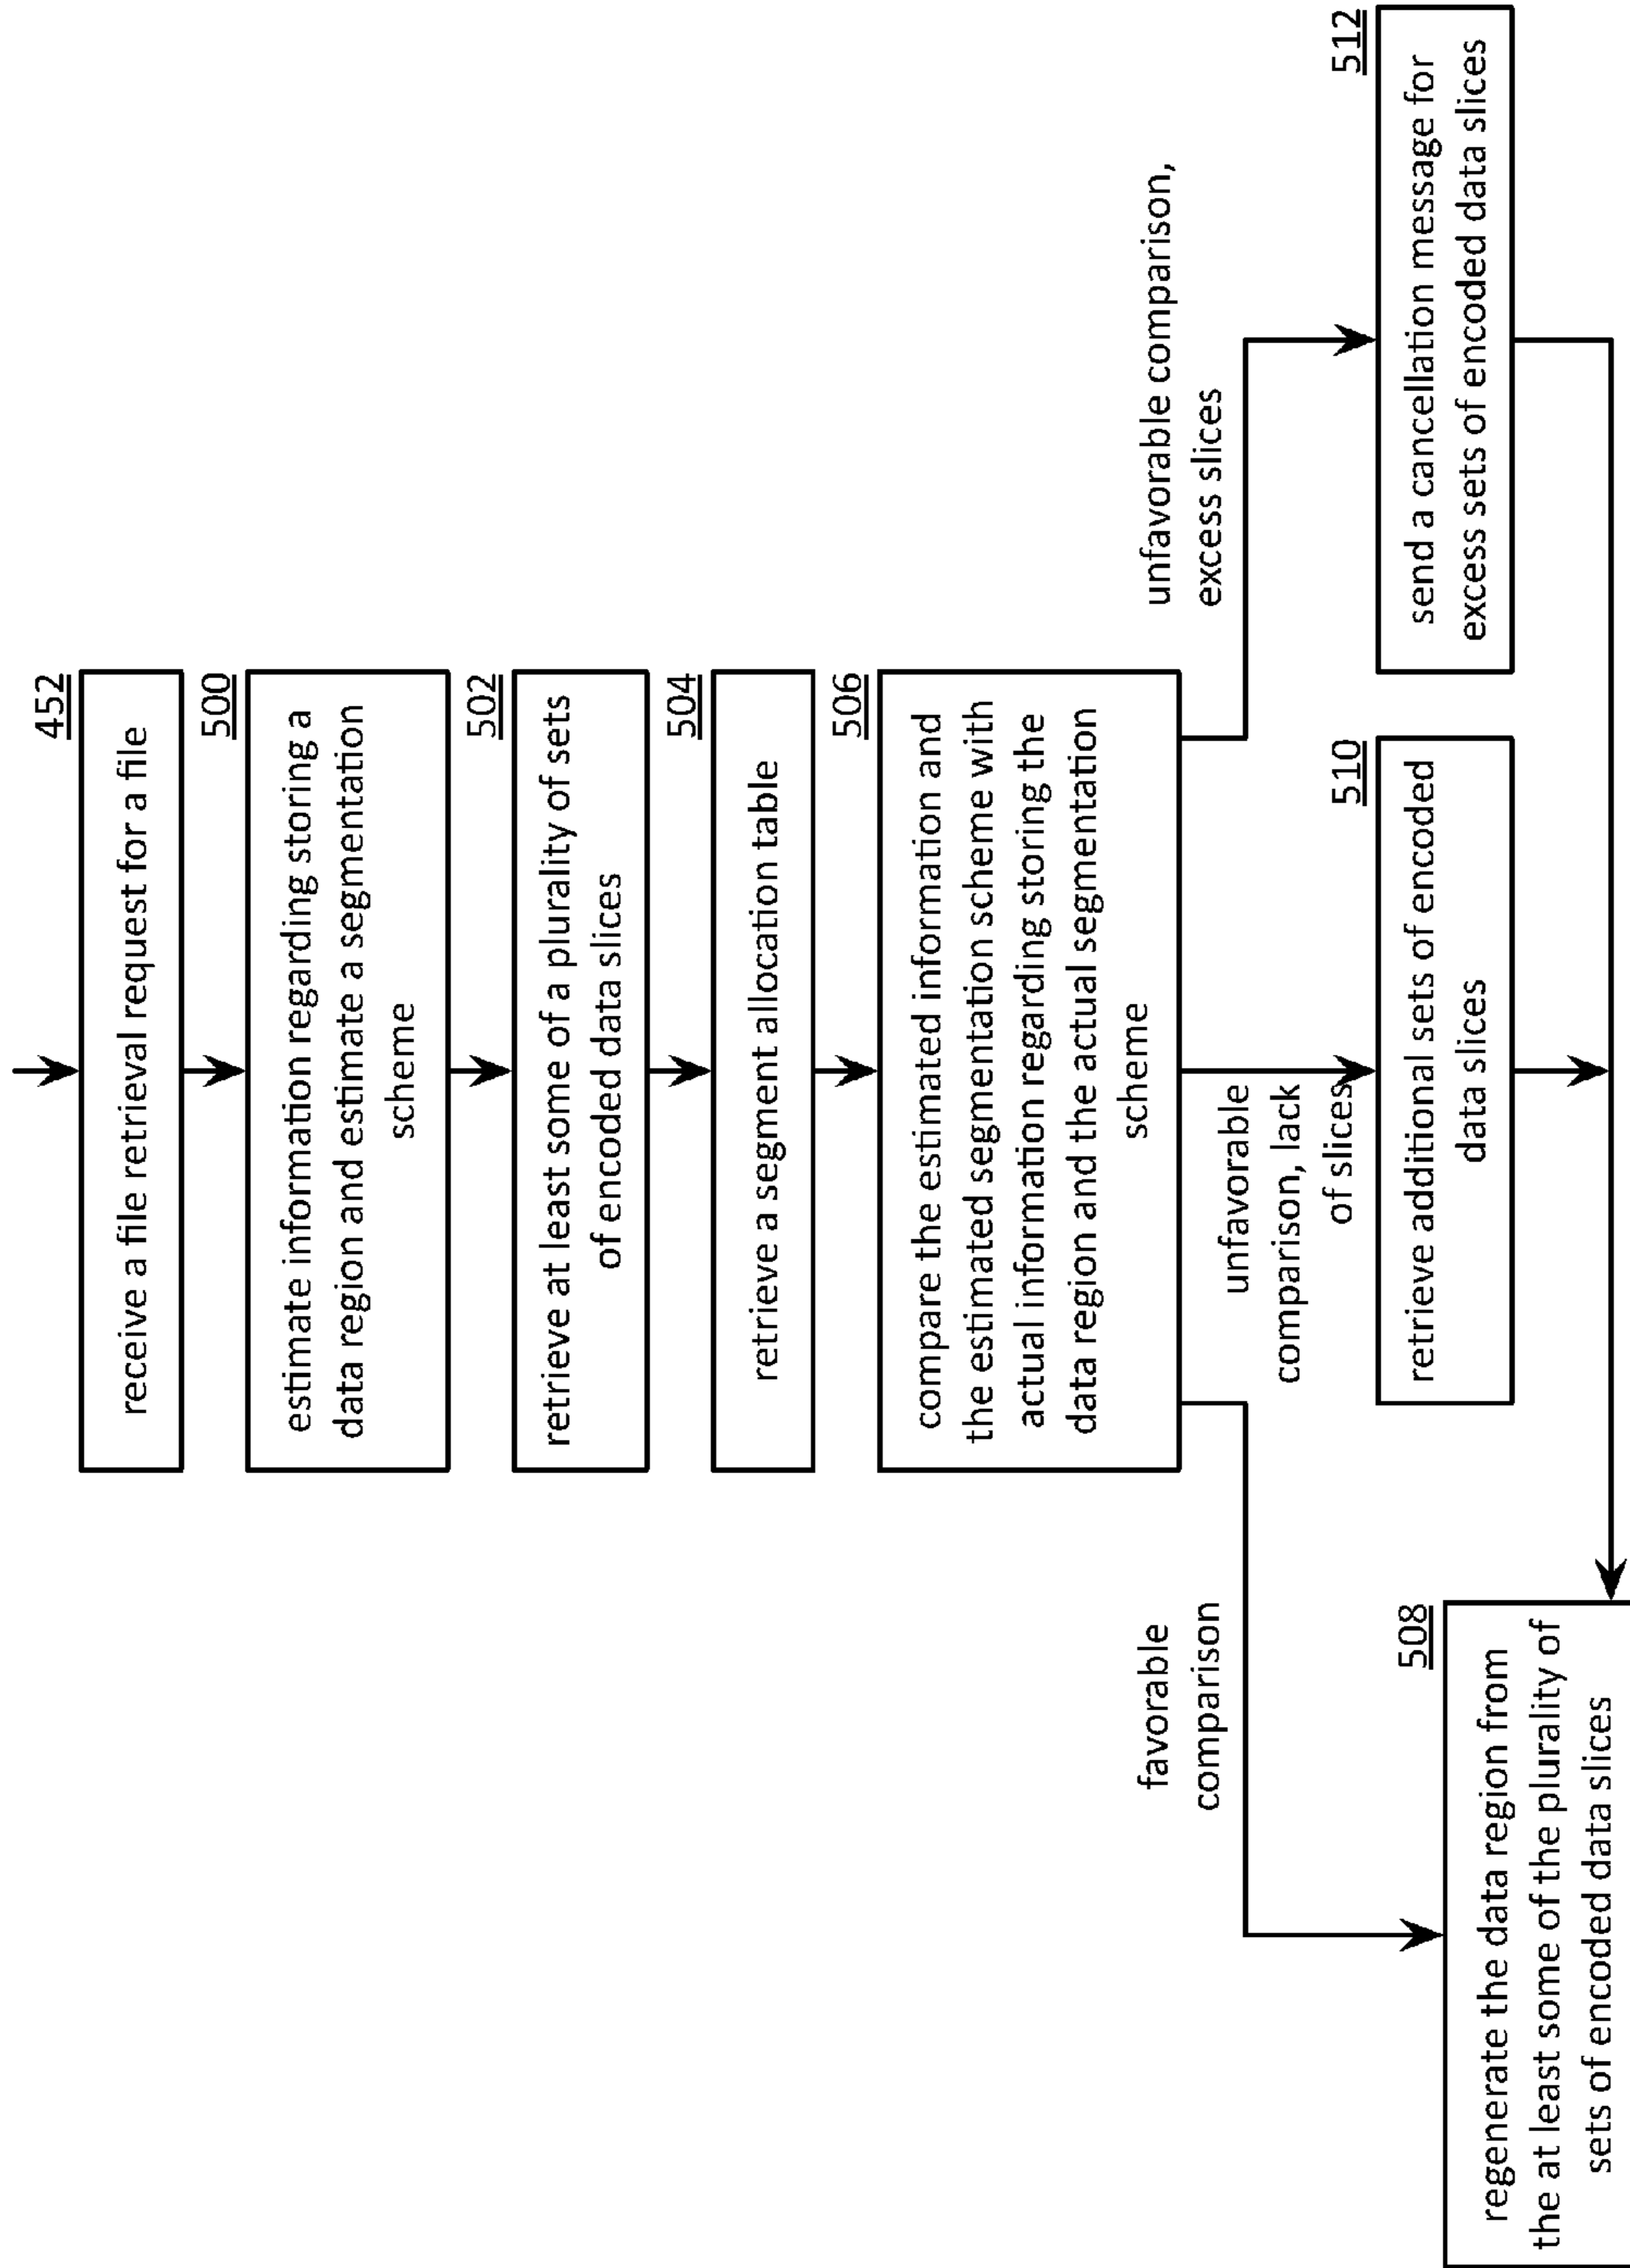 452
receive a file retrieval request for a file
500
estimate information regarding storing a
data region and estimate a segmentation
scheme
502
retrieve at least some of a plurality of sets
of encoded data slices
504
retrieve a segment allocation table
506
compare the estimated information and
the estimated segmentation scheme with
actual information regarding storing the
data region and the actual segmentation
scheme
favorable
comparison
unfavorable
comparison, lack
of slices
unfavorable comparison,
excess slices
508
regenerate the data region from
the at least some of the plurality of
sets of encoded data slices
510
retrieve additional sets of encoded
data slices
512
send a cancellation message for
excess sets of encoded data slices